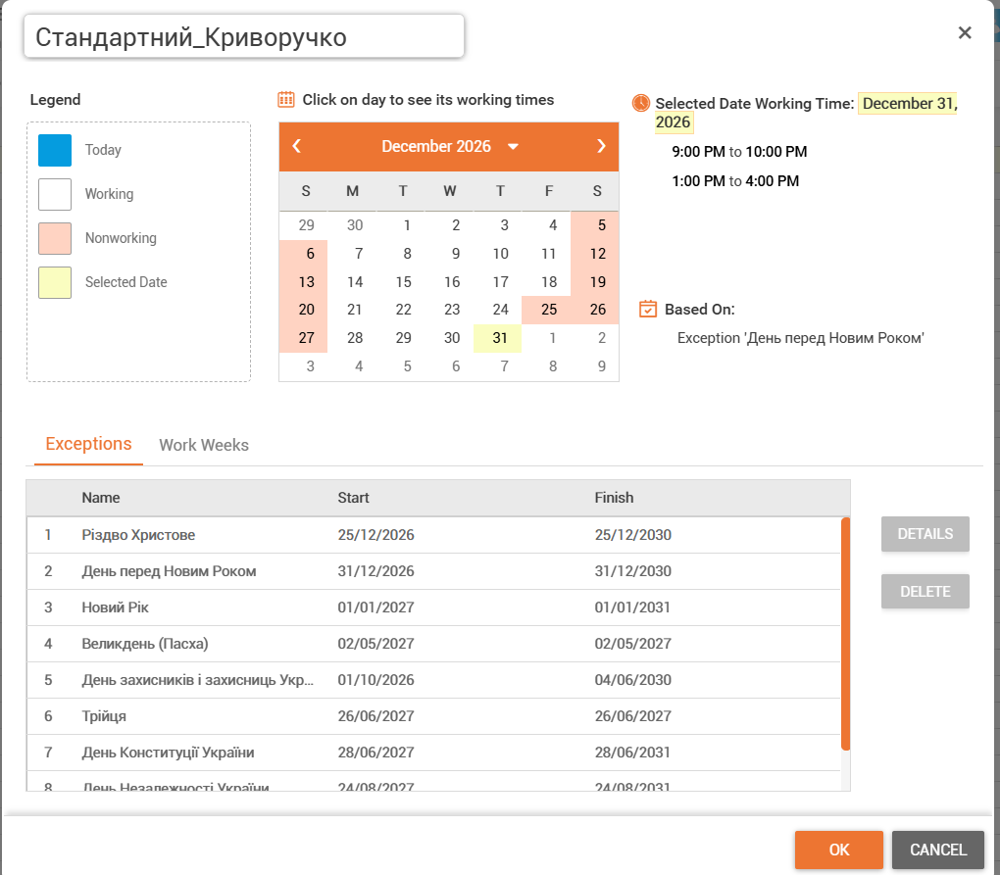 Стандартний_Криворучко
Legend
Today
Working
Nonworking
Selected Date
Click on day to see its working times
December 2026
S M T W T F S
29 30 1 2 3 4 5
6 7 8 9 10 11 12
13 14 15 16 17 18 19
20 21 22 23 24 25 26
27 28 29 30 31 1 2
3 4 5 6 7 8 9
Selected Date Working Time: December 31,
2026
9:00 PM to 10:00 PM
1:00 PM to 4:00 PM
Based On:
Exception 'День перед Новим Роком'
Exceptions Work Weeks
Name Start Finish
1 Різдво Христове 25/12/2026 25/12/2030
2 День перед Новим Роком 31/12/2026 31/12/2030
3 Новий Рік 01/01/2027 01/01/2031
4 Великдень (Пасха) 02/05/2027 02/05/2027
5 День захисників і захисниць Укр... 01/10/2026 04/06/2030
6 Трійця 26/06/2027 26/06/2027
7 День Конституції України 28/06/2027 28/06/2031
8 День Незалежності України 24/08/2027 24/08/2031
DETAILS
DELETE
OK CANCEL